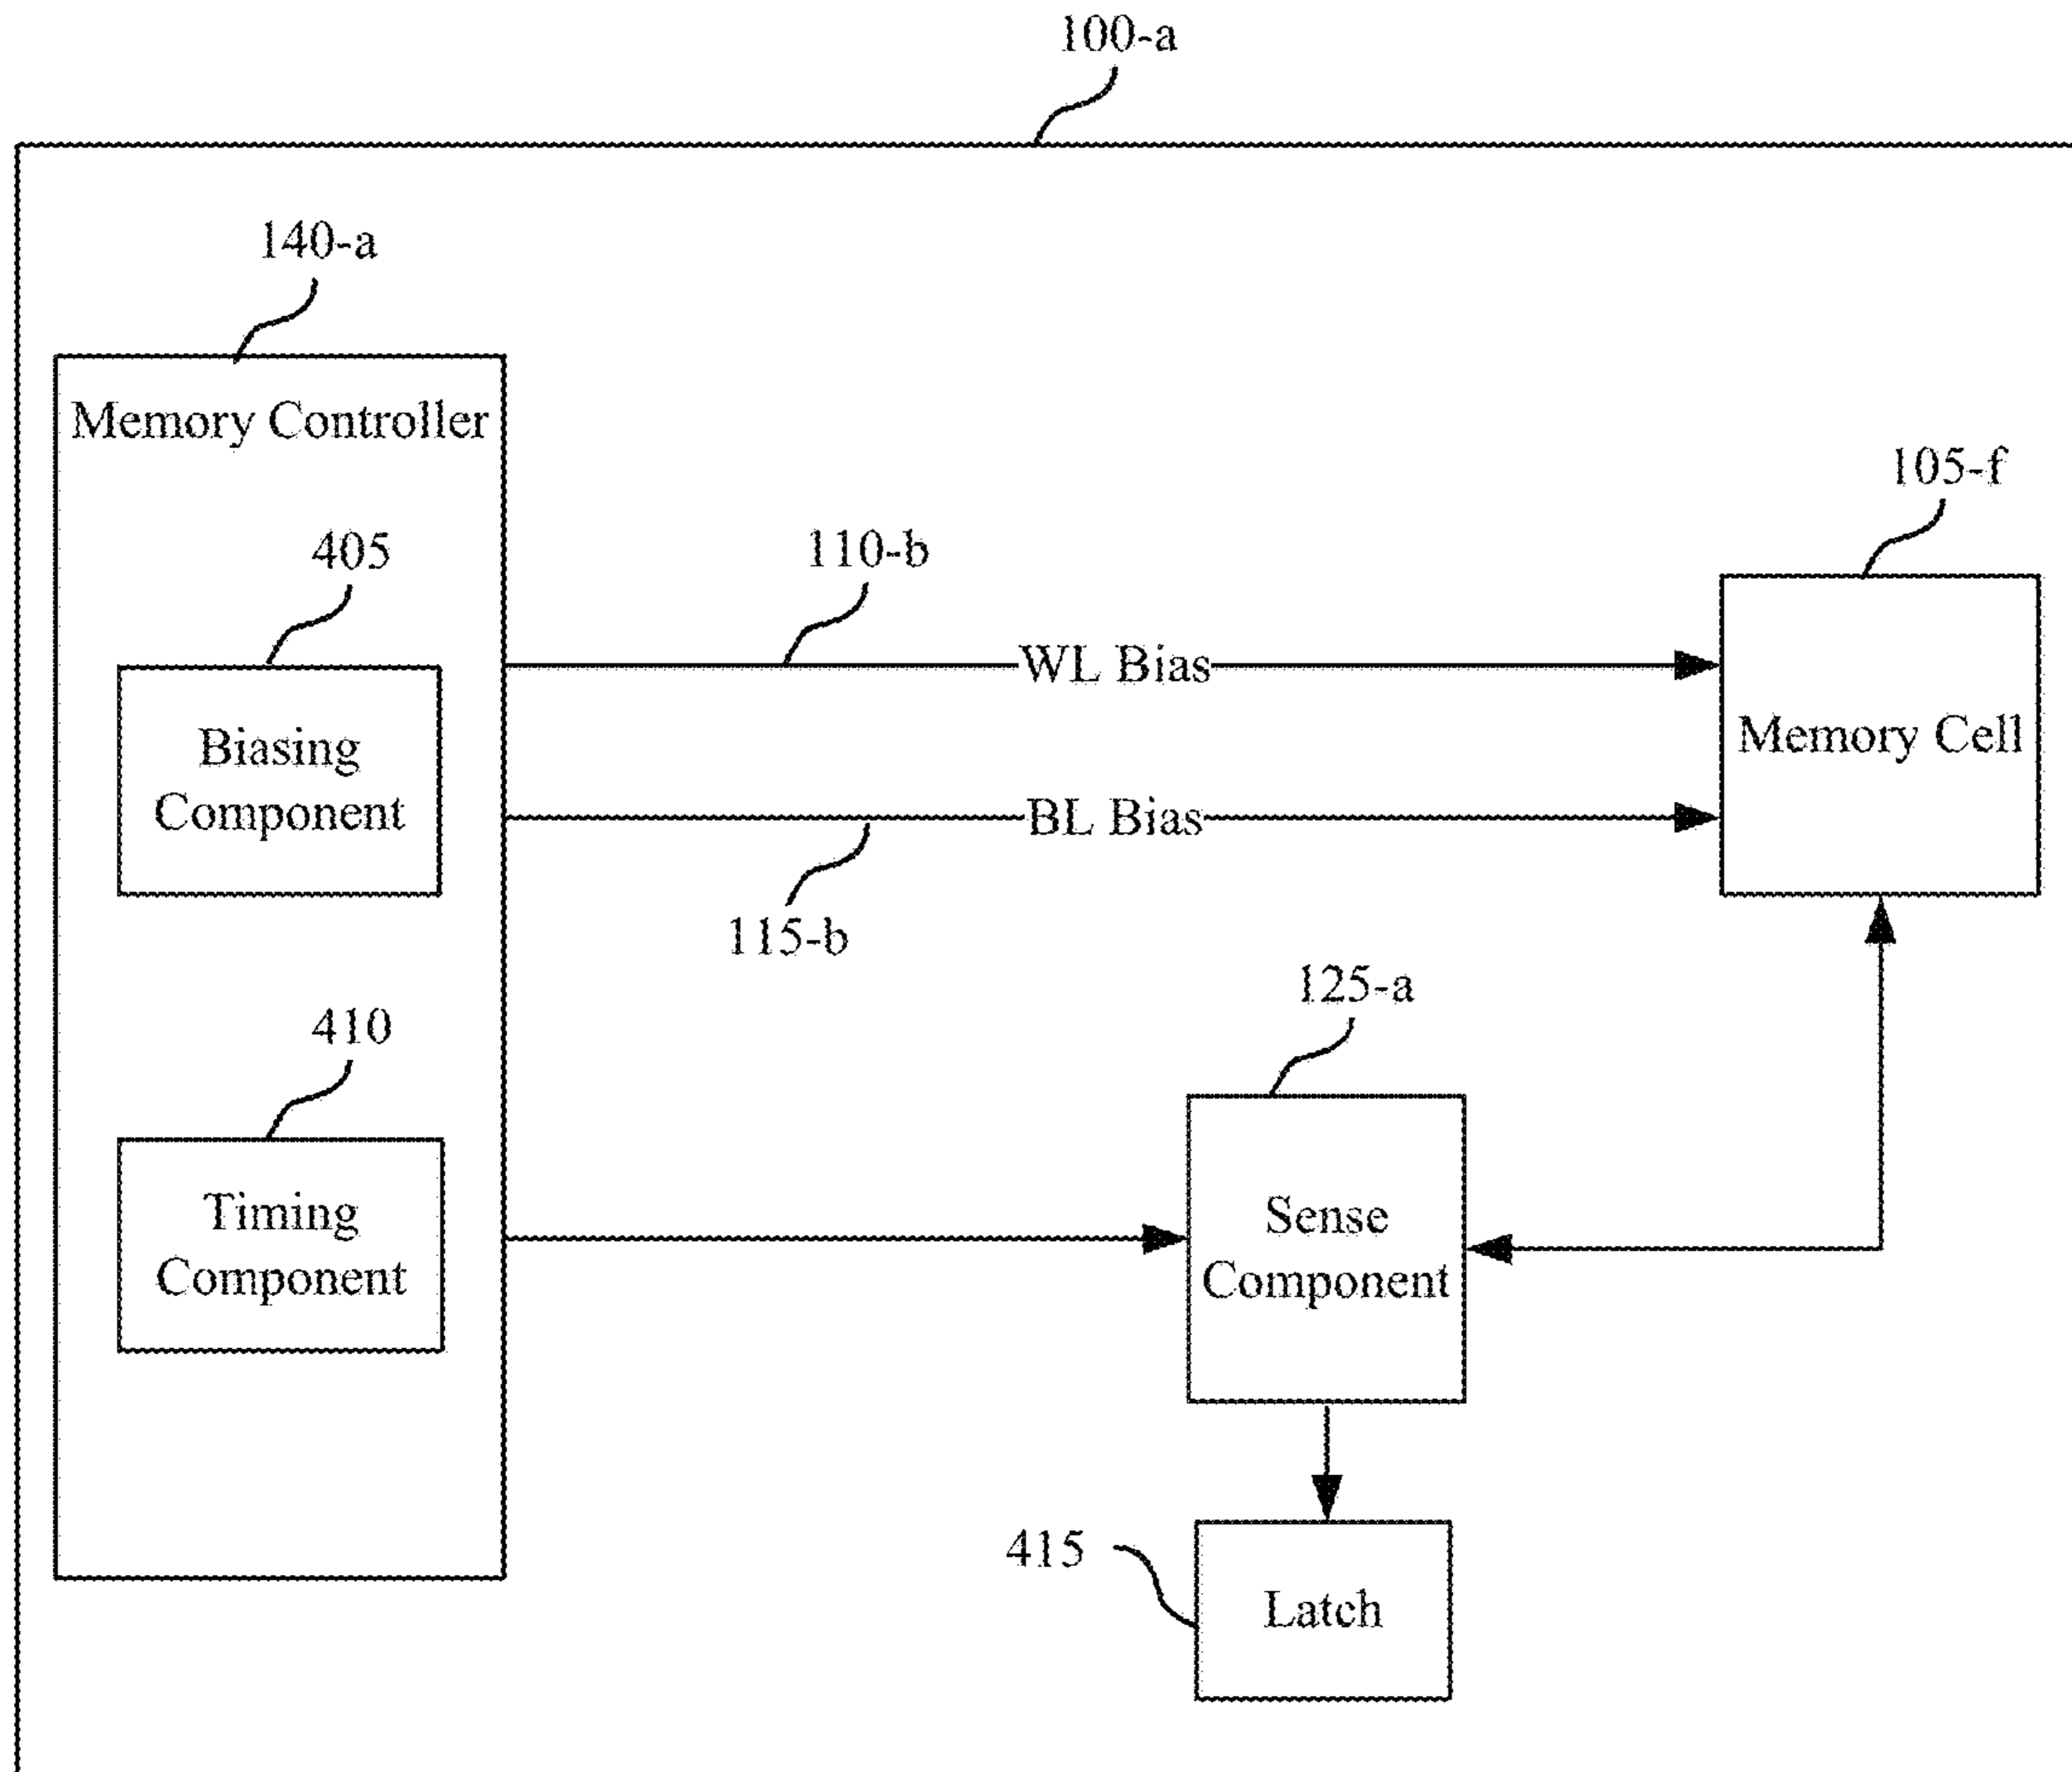 100-a
140-a
Memory Controller
105-f
405
110-b
WL Bias
Biasing
Component
Memory Cell
BL Bias
115-b
125-a
410
Timing
Component
Sense
Component
415
Latch